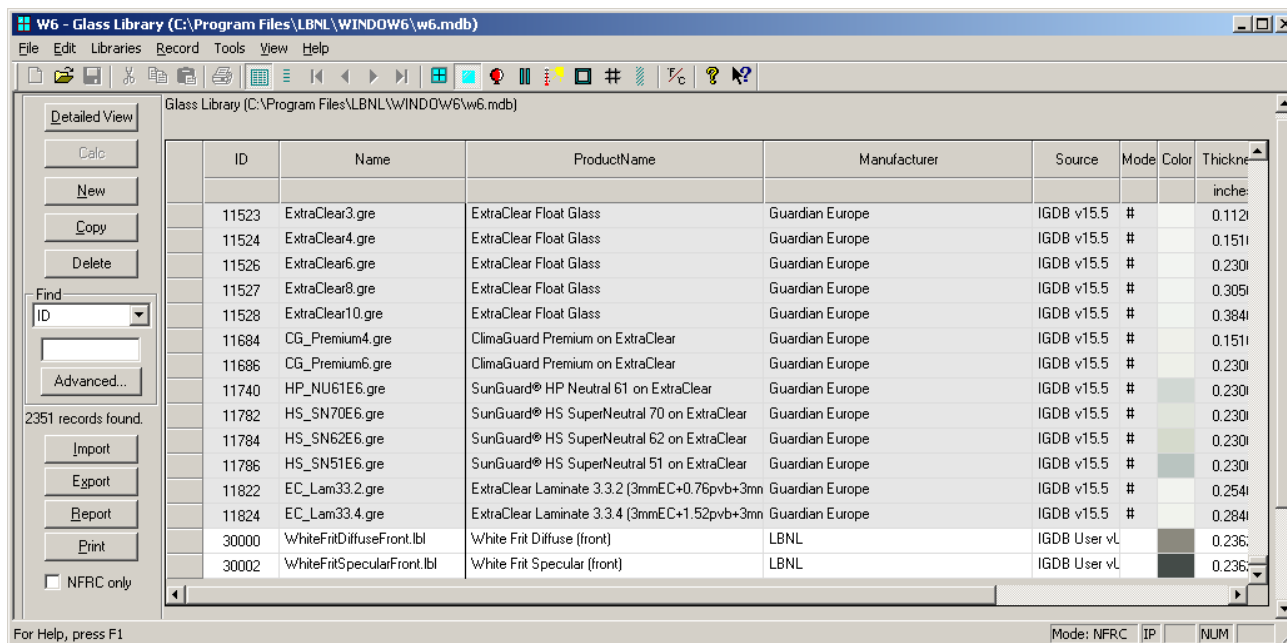 W6 - Glass Library (C:\Program Files\LBNL\WINDOW6\w6.mdb)
File Edit Libraries Record Tools View Help
Glass Library (C:\Program Files\LBNL\WINDOW6\w6.mdb)
Detailed View
Calc
New
Copy
Delete
Find
ID
Advanced...
2351 records found.
Import
Export
Report
Print
NFRC only
ID Name ProductName Manufacturer Source Mode Color Thickne
inche
11523 ExtraClear3.gre ExtraClear Float Glass Guardian Europe IGDB v15.5 # 0.112
11524 ExtraClear4.gre ExtraClear Float Glass Guardian Europe IGDB v15.5 # 0.151
11526 ExtraClear6.gre ExtraClear Float Glass Guardian Europe IGDB v15.5 # 0.230
11527 ExtraClear8.gre ExtraClear Float Glass Guardian Europe IGDB v15.5 # 0.305
11528 ExtraClear10.gre ExtraClear Float Glass Guardian Europe IGDB v15.5 # 0.384
11684 CG_Premium4.gre ClimaGuard Premium on ExtraClear Guardian Europe IGDB v15.5 # 0.151
11686 CG_Premium6.gre ClimaGuard Premium on ExtraClear Guardian Europe IGDB v15.5 # 0.230
11740 HP_NU61E6.gre SunGuard® HP Neutral 61 on ExtraClear Guardian Europe IGDB v15.5 # 0.230
11782 HS_SN70E6.gre SunGuard® HS SuperNeutral 70 on ExtraClear Guardian Europe IGDB v15.5 # 0.230
11784 HS_SN62E6.gre SunGuard® HS SuperNeutral 62 on ExtraClear Guardian Europe IGDB v15.5 # 0.230
11786 HS_SN51E6.gre SunGuard® HS SuperNeutral 51 on ExtraClear Guardian Europe IGDB v15.5 # 0.230
11822 EC_Lam33.2.gre ExtraClear Laminate 3.3.2 (3mmEC+0.76pvb+3mn Guardian Europe IGDB v15.5 # 0.254
11824 EC_Lam33.4.gre ExtraClear Laminate 3.3.4 (3mmEC+1.52pvb+3mn Guardian Europe IGDB v15.5 # 0.284
30000 WhiteFritDiffuseFront.lbl White Frit Diffuse (front) LBNL IGDB User vL 0.236
30002 WhiteFritSpecularFront.lbl White Frit Specular (front) LBNL IGDB User vL 0.236
For Help, press F1 Mode: NFRC IP NUM